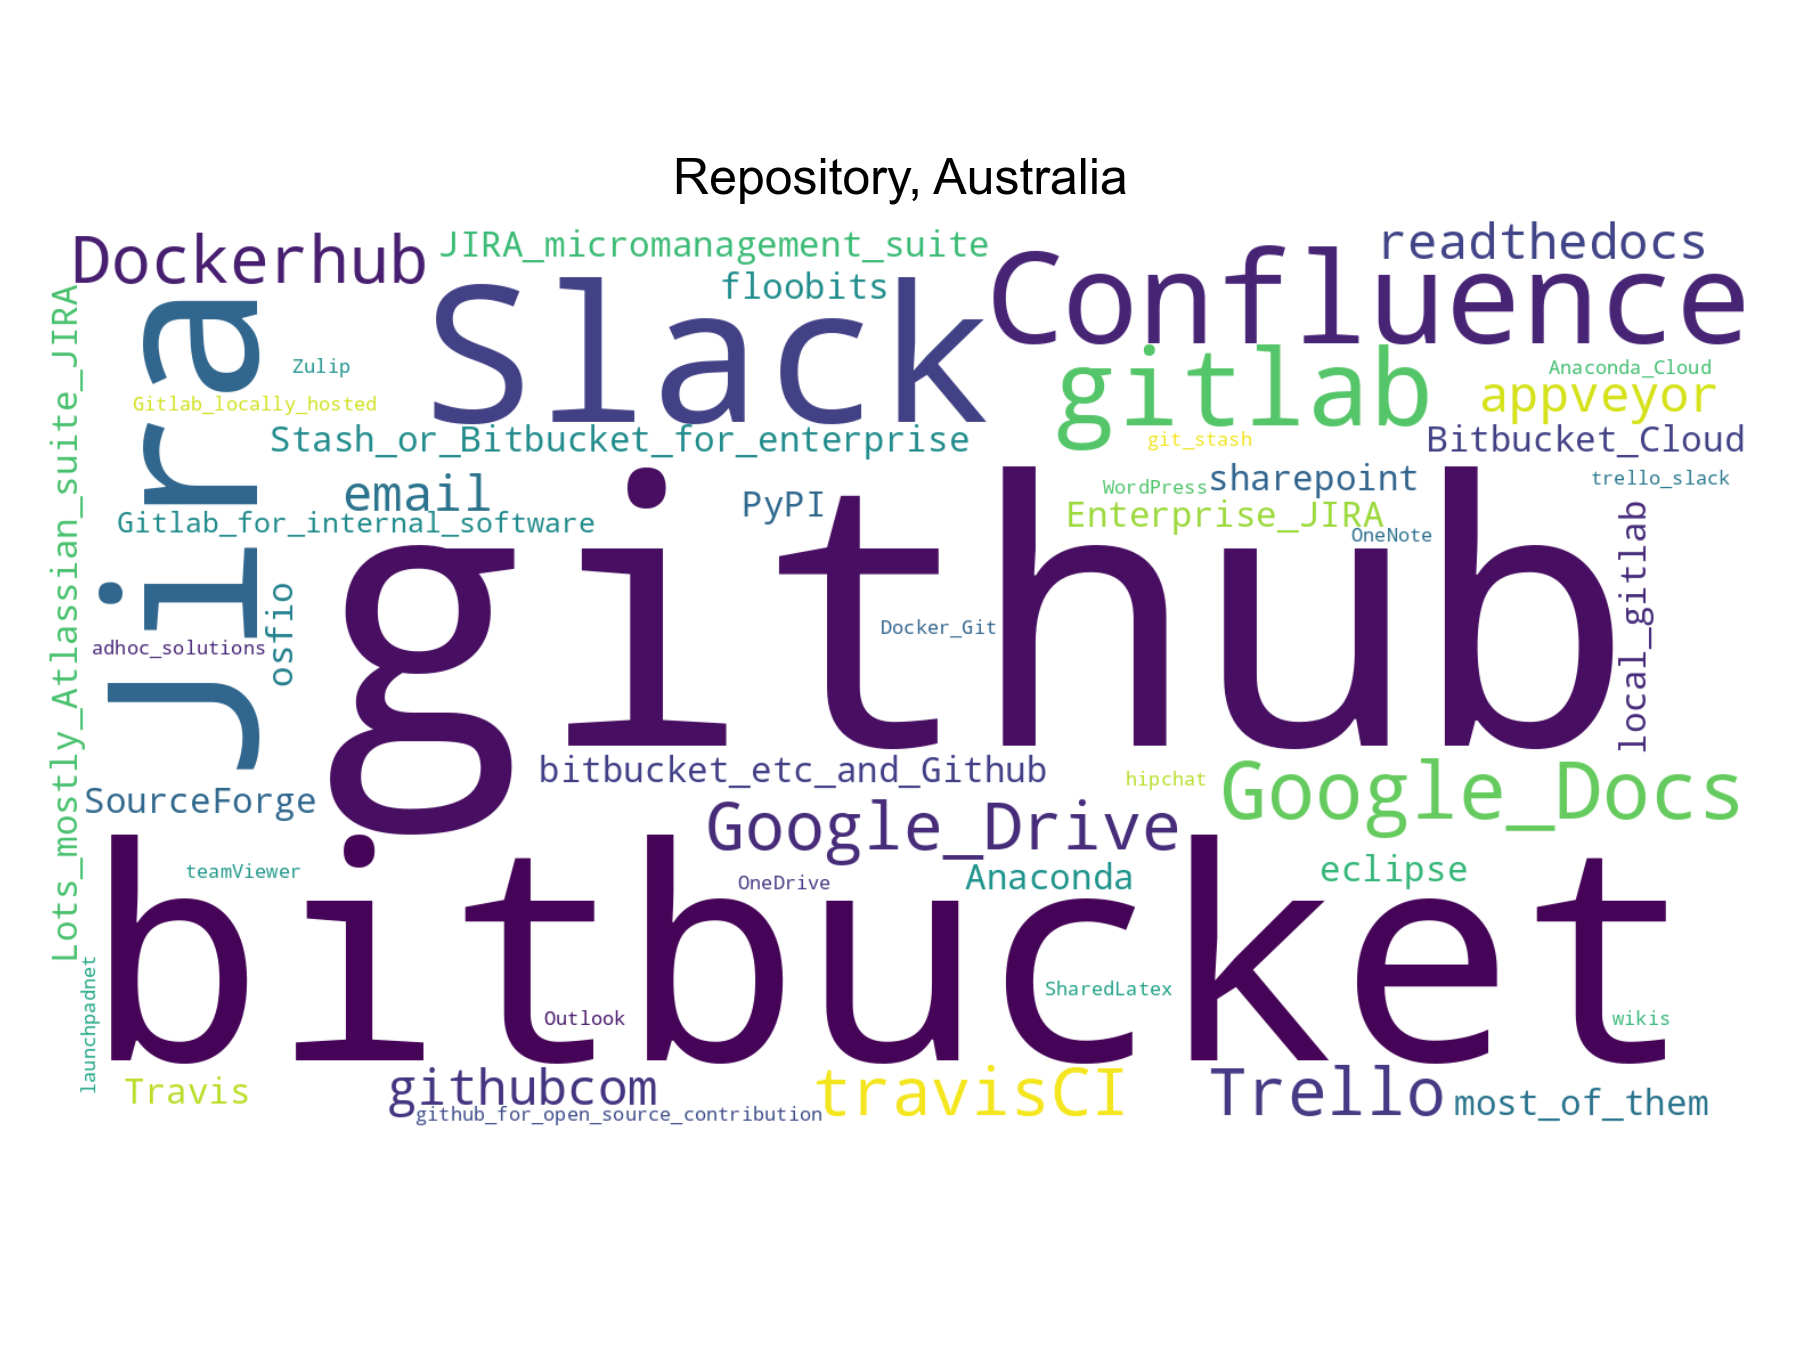 Repository, Australia
Dockerhub
JIRA_micromanagement_suite
readthedocs
floobits
Slack
Confluence
Jira
Lots_mostly_Atlassian_suite_JIRA
Zulip
Gitlab_locally_hosted
gitlab
Anaconda_Cloud
appveyor
Stash_or_Bitbucket_for_enterprise
git_stash
Bitbucket_Cloud
email
PyPI
WordPress
sharepoint
trello_slack
Gitlab_for_internal_software
Enterprise_JIRA
OneNote
github
local_gitlab
osfio
adhoc_solutions
Docker_Git
bitbucket_etc_and_Github
hipchat
Google_Docs
SourceForge
Google_Drive
teamViewer
OneDrive
Anaconda
eclipse
bitbucket
launchpadnet
Outlook
SharedLatex
wikis
Travis
githubcom
travisCI
Trello
most_of_them
github_for_open_source_contribution